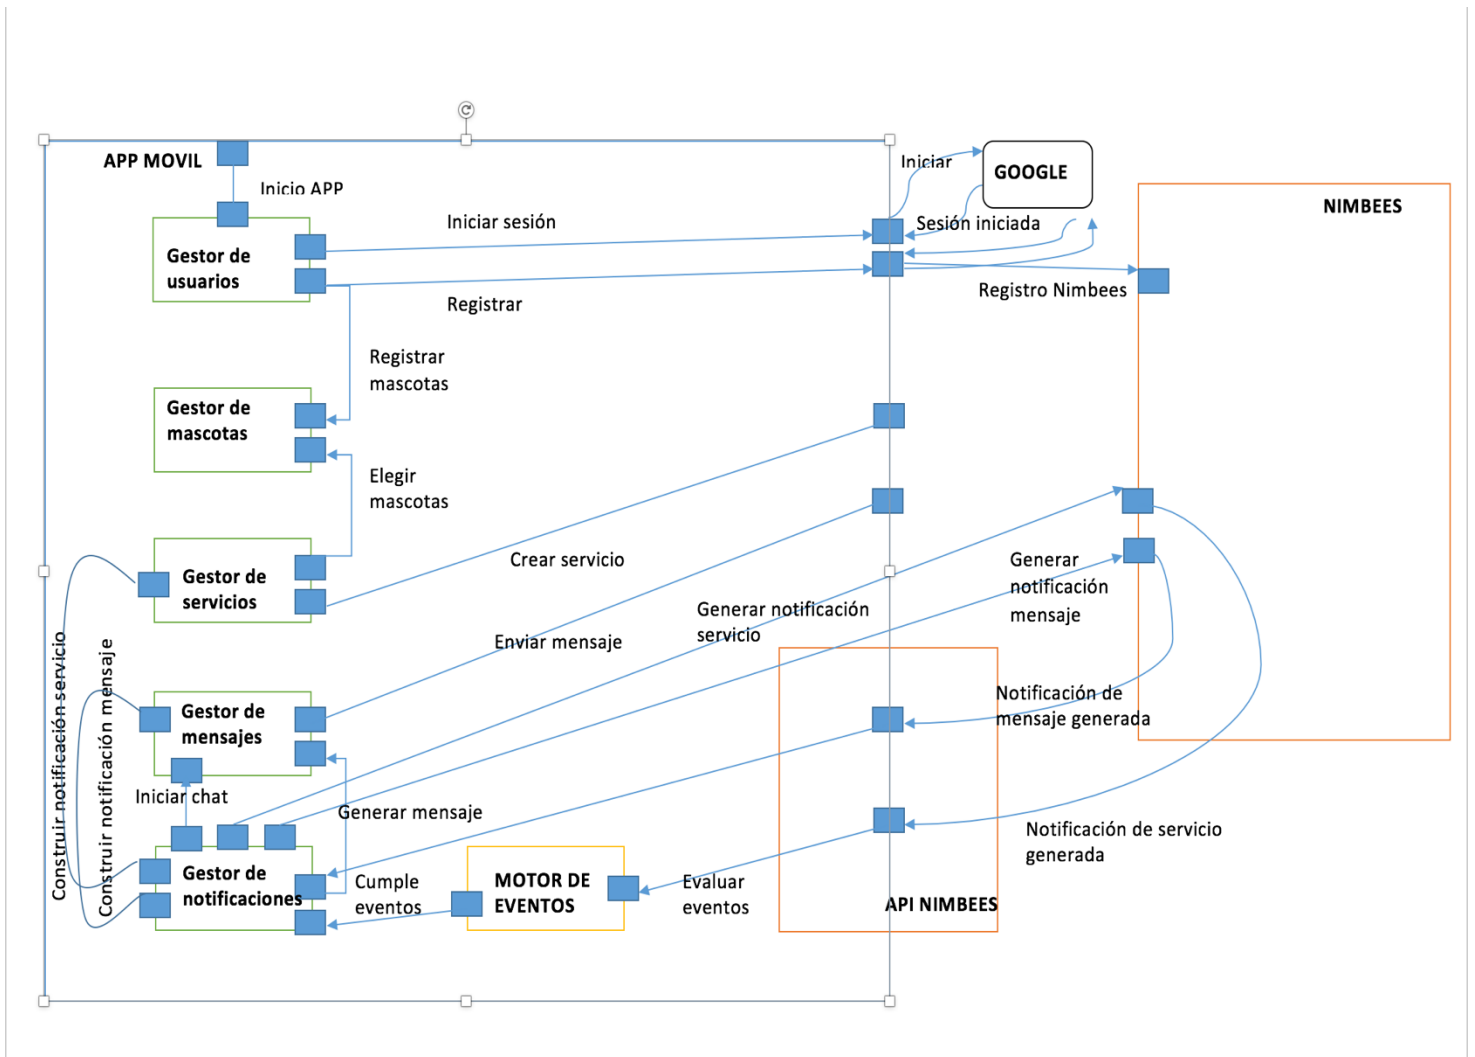 APP MOVIL
Inicio APP
Iniciar
GOOGLE
NIMBEES
Iniciar sesión
Sesión iniciada
Gestor de
usuarios
Registrar
Registro Nimbees
Registrar
mascotas
Gestor de
mascotas
Elegir
mascotas
Gestor de
servicios
Crear servicio
Generar
notificación
mensaje
Generar notificación
servicio
Enviar mensaje
Construir notificación servicio
Construir notificación mensaje
Gestor de
mensajes
Notificación de
mensaje generada
Iniciar chat
Generar mensaje
Notificación de servicio
generada
Gestor de
notificaciones
Cumple
eventos
MOTOR DE
EVENTOS
Evaluar
eventos
API NIMBEES